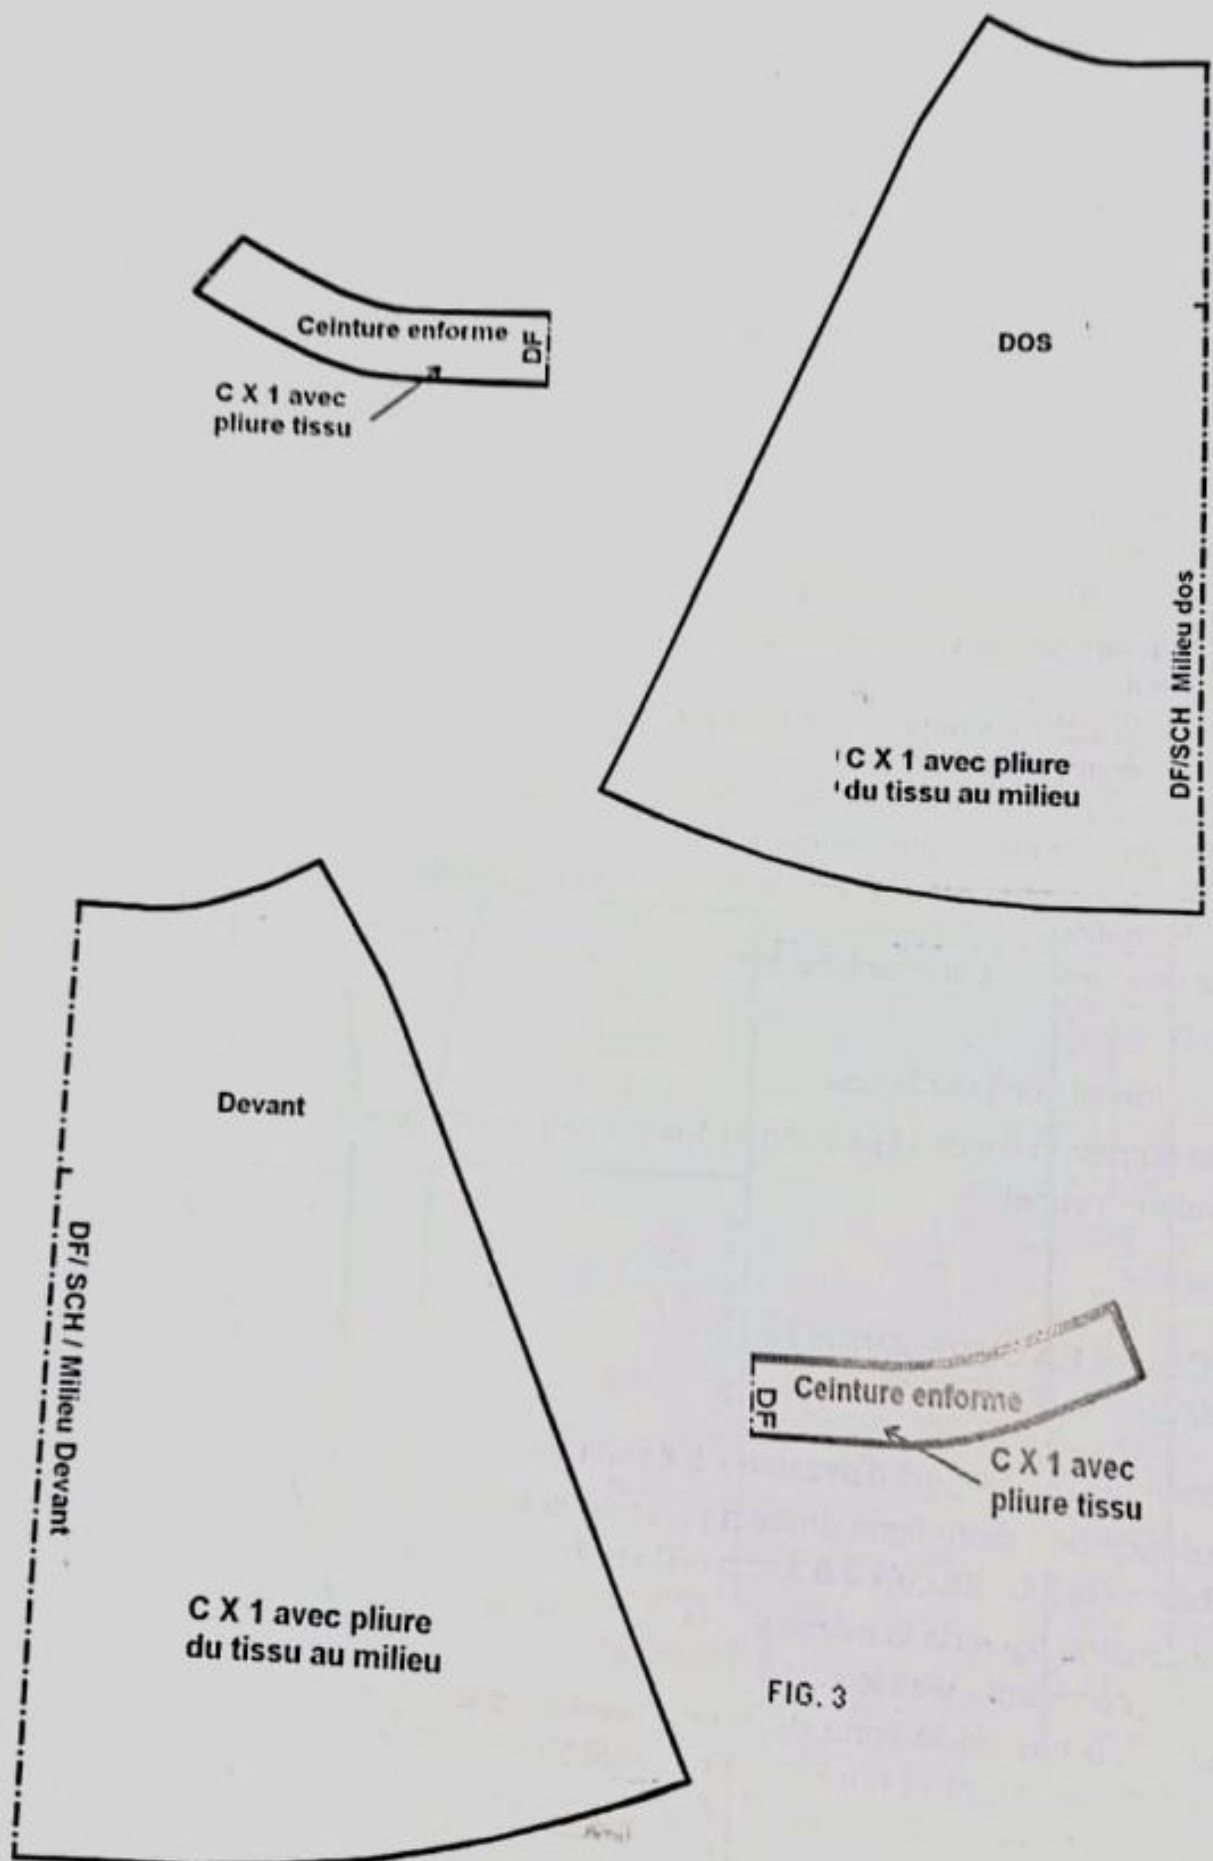 Ceinture enforme
DF
C X 1 avec
pliure tissu
DOS
DF/SCH Milieu dos
C X 1 avec pliure
du tissu au milieu
Devant
DF/ SCH / Milieu Devant
C X 1 avec pliure
du tissu au milieu
DF
Ceinture enforme
C X 1 avec
pliure tissu
FIG. 3